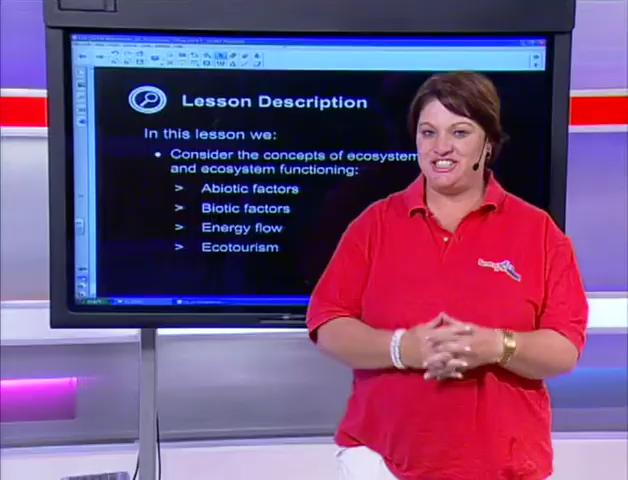 Lesson Description
In this lesson we:
• Consider the concepts of ecosystem
and ecosystem functioning:
> Abiotic factors
> Biotic factors
> Energy flow
> Ecotourism